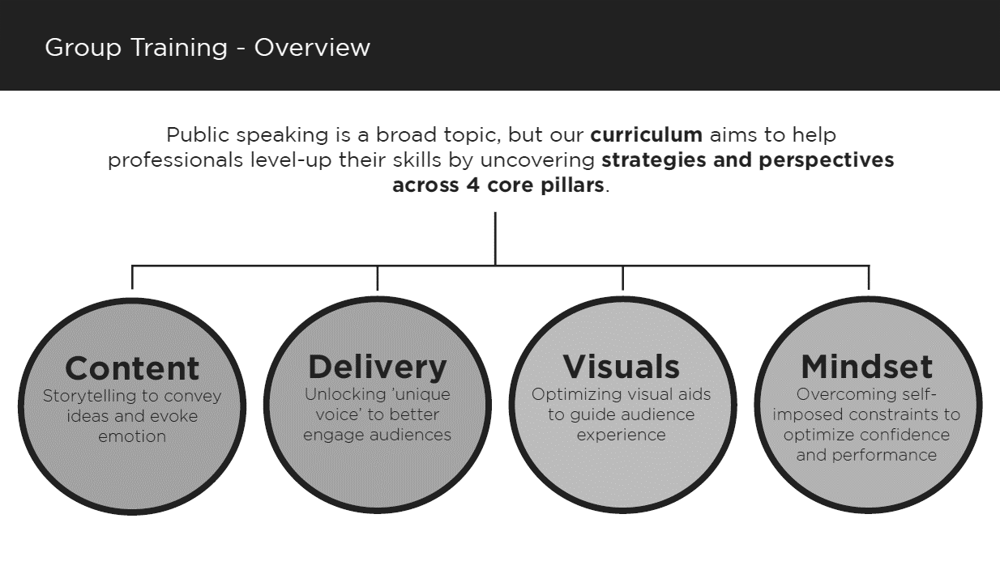 Group Training - Overview
Public speaking is a broad topic, but our curriculum aims to help
professionals level-up their skills by uncovering strategies and perspectives
across 4 core pillars.
Content
Storytelling to convey
ideas and evoke
emotion
Delivery
Unlocking 'unique
voice' to better
engage audiences
Visuals
Optimizing visual aids
to guide audience
experience
Mindset
Overcoming self-
imposed constraints to
optimize confidence
and performance